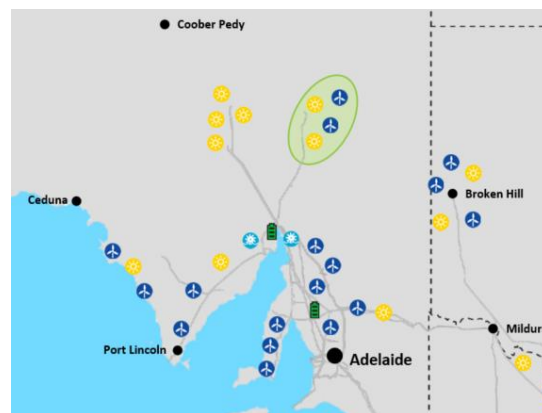 Coober Pedy
Ceduna
Broken Hill
Port Lincoln
Adelaide
Mildur